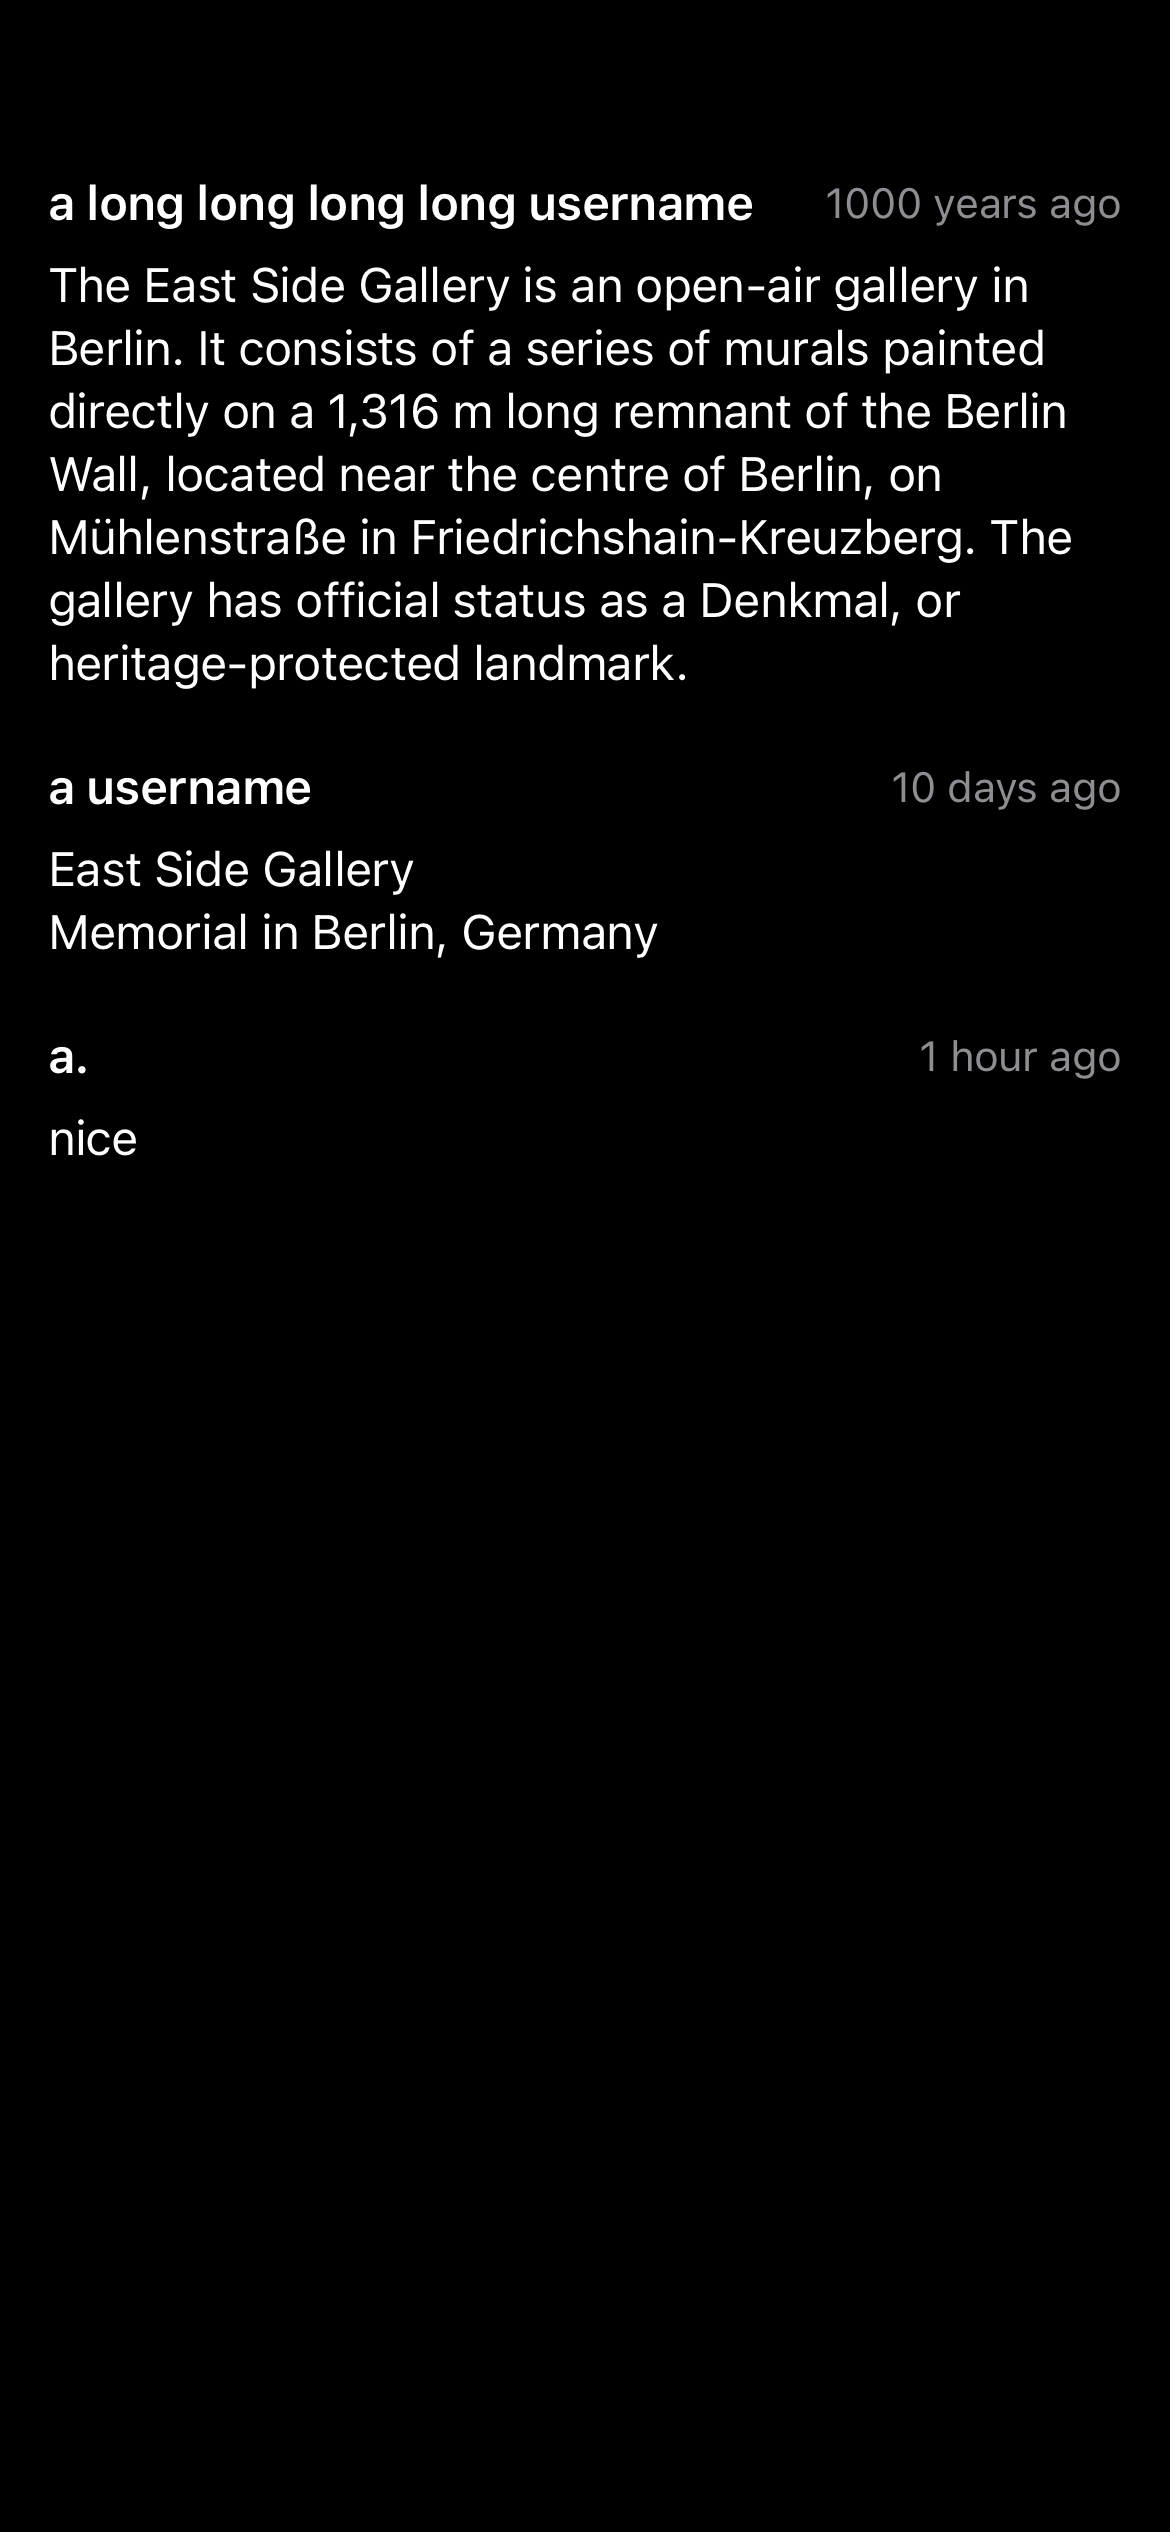 a long long long long username 1000 years ago
The East Side Gallery is an open-air gallery in
Berlin. It consists of a series of murals painted
directly on a 1,316 m long remnant of the Berlin
Wall, located near the centre of Berlin, on
Mühlenstraße in Friedrichshain-Kreuzberg. The
gallery has official status as a Denkmal, or
heritage-protected landmark.
a username 10 days ago
East Side Gallery
Memorial in Berlin, Germany
a. 1 hour ago
nice